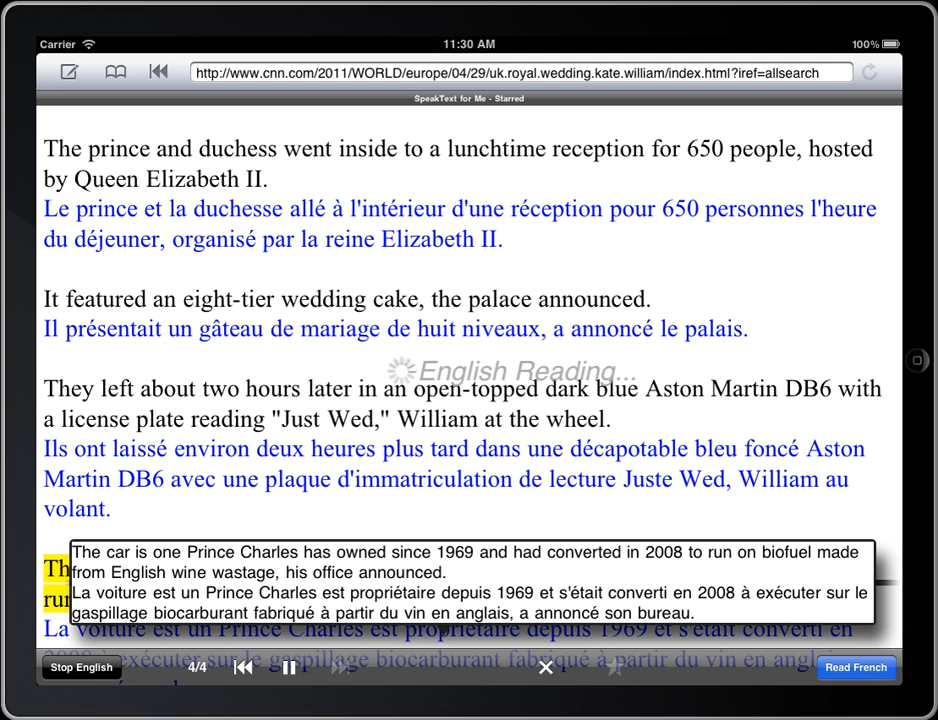 Carrier 11:30 AM 100%
http://www.cnn.com/2011/WORLD/europe/04/29/uk.royal.wedding.kate.william/index.html?iref=allsearch
SpeakText for Me - Starred
The prince and duchess went inside to a lunchtime reception for 650 people, hosted
by Queen Elizabeth II.
Le prince et la duchesse allé à l'intérieur d'une réception pour 650 personnes l'heure
du déjeuner, organisé par la reine Elizabeth II.
It featured an eight-tier wedding cake, the palace announced.
Il présentait un gâteau de mariage de huit niveaux, a annoncé le palais.
English Reading...
They left about two hours later in an open-topped dark blue Aston Martin DB6 with
a license plate reading "Just Wed," William at the wheel.
Ils ont laissé environ deux heures plus tard dans une décapotable bleu foncé Aston
Martin DB6 avec une plaque d'immatriculation de lecture Juste Wed, William au
volant.
The car is one Prince Charles has owned since 1969 and had converted in 2008 to run on biofuel made
from English wine wastage, his office announced.
La voiture est un Prince Charles est propriétaire depuis 1969 et s'était converti en 2008 à exécuter sur le
gaspillage biocarburant fabriqué à partir du vin en anglais, a annoncé son bureau.
La voiture est un Prince Charles est propriétaire depuis 1969 et s'était converti en
2008 à exécuter sur le gaspillage biocarburant fabriqué à partir du vin en
Stop English 4/4 Read French